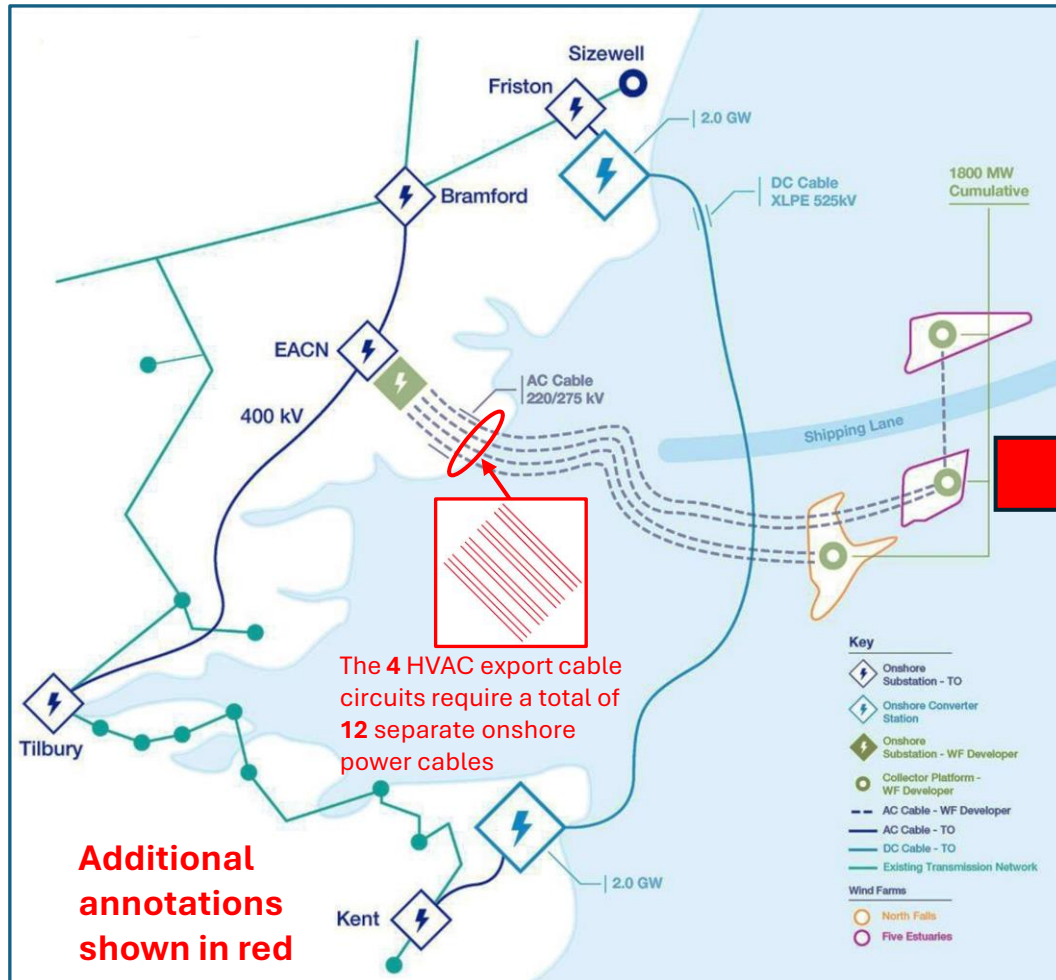 Sizewell
Friston
2.0 GW
Bramford
DC Cable
XLPE 525kV
1800 MW
Cumulative
EACN
AC Cable
220/275 kV
400 kV
Shipping Lane
The 4 HVAC export cable
circuits require a total of
12 separate onshore
power cables
Tilbury
Additional
annotations
shown in red
Kent
2.0 GW
Key
Onshore
Substation - TO
Onshore Converter
Station
Onshore
Substation - WF Developer
Collector Platform -
WF Developer
AC Cable - WF Developer
AC Cable - TO
DC Cable - TO
Existing Transmission Network
Wind Farms
North Falls
Five Estuaries